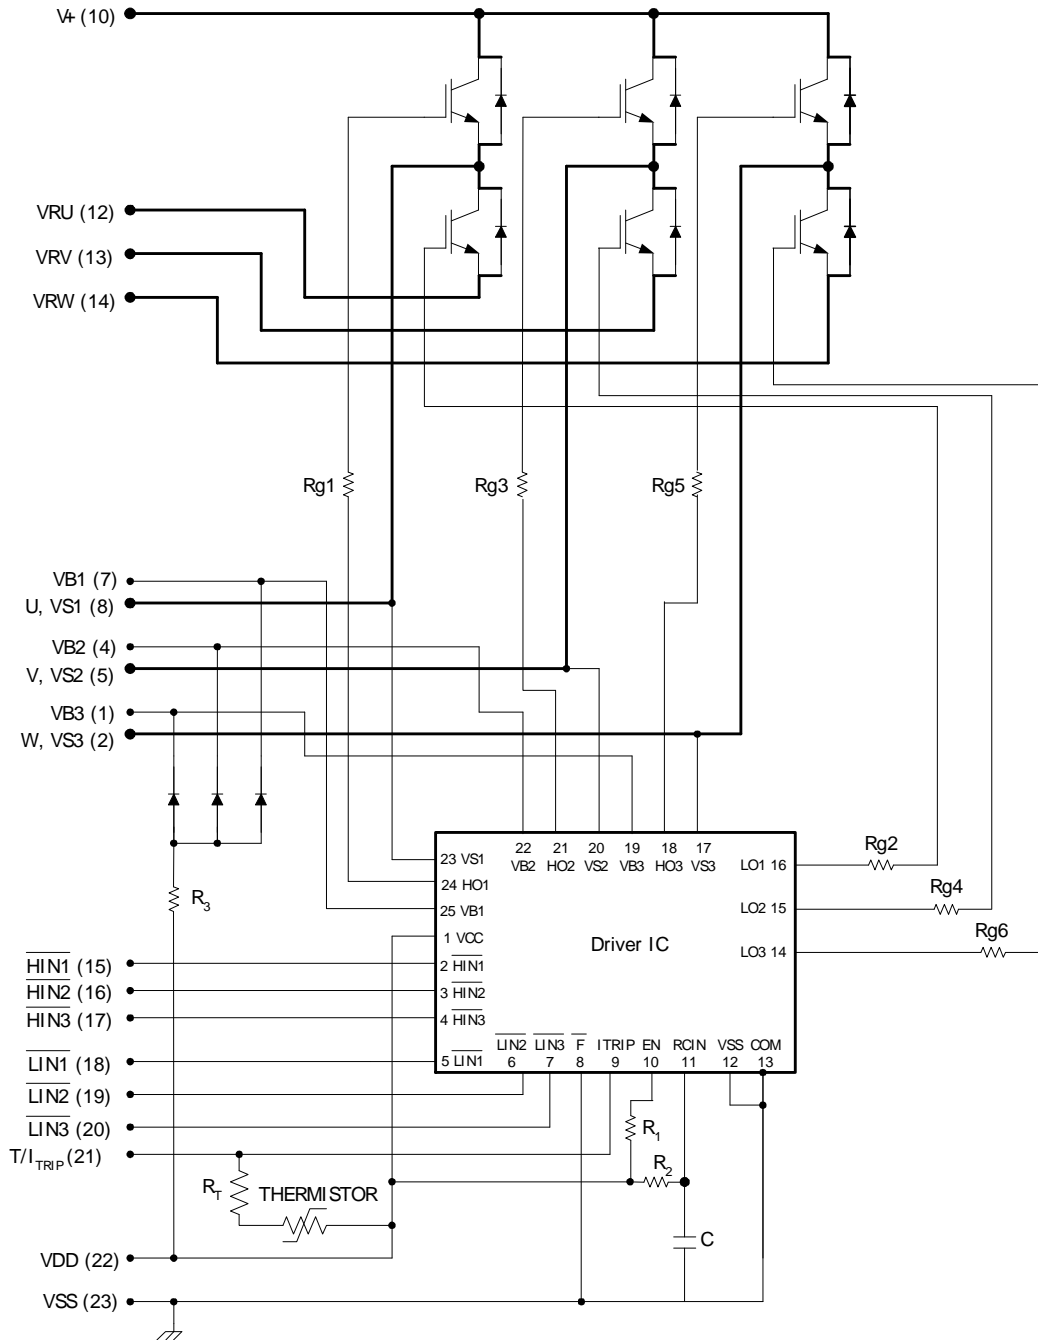 V+ (10)
VRU (12)
VRV (13)
VRW (14)
Rg1
Rg3
Rg5
VB1 (7)
U, VS1 (8)
VB2 (4)
V, VS2 (5)
VB3 (1)
W, VS3 (2)
R3
22 21 20 19 18 17
VB2 HO2 VS2 VB3 HO3 VS3
23 VS1
24 HO1
25 VB1
1 VCC
2 HIN1
3 HIN2
4 HIN3
5 LIN1
Driver IC
LO1 16
LO2 15
LO3 14
Rg2
Rg4
Rg6
LIN2 LIN3 F ITRIP EN RCIN VSS COM
6 7 8 9 10 11 12 13
HIN1 (15)
HIN2 (16)
HIN3 (17)
LIN1 (18)
LIN2 (19)
LIN3 (20)
T/ITRIP (21)
R1
R2
RT
THERMISTOR
C
VDD (22)
VSS (23)